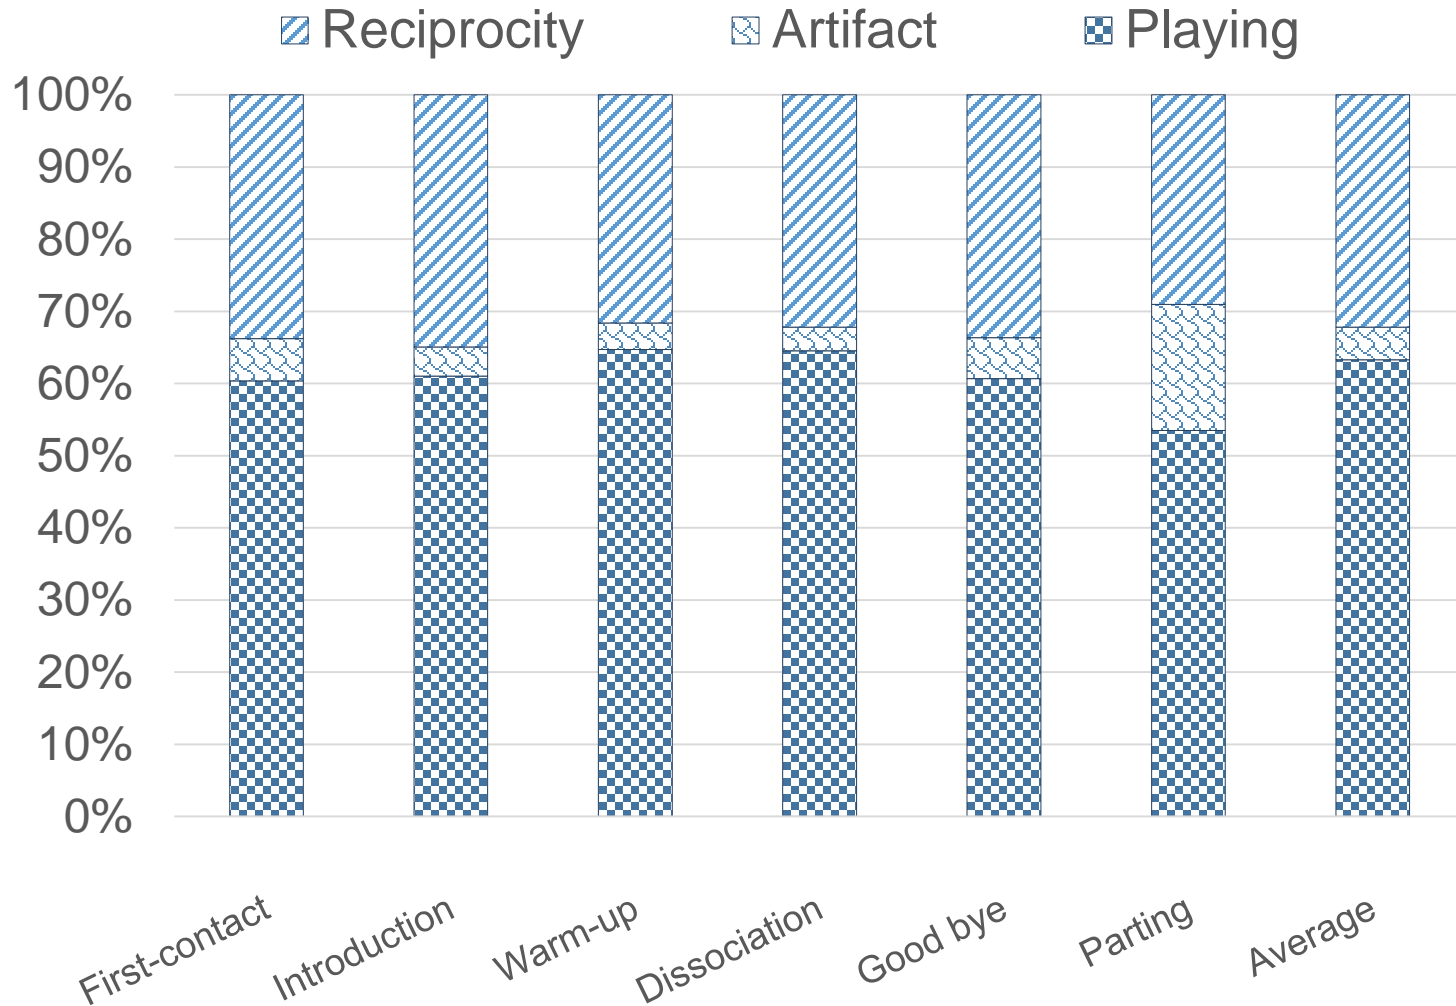 Reciprocity Artifact Playing
100%
90%
80%
70%
60%
50%
40%
30%
20%
10%
0%
First-contact
Introduction
Warm-up
Dissociation
Good bye
Parting
Average